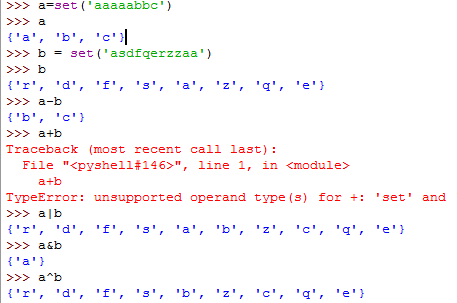 >>> a=set('aaaaabbc')
>>> a
{'a', 'b', 'c'}
>>> b = set('asdfqerzzaa')
>>> b
{'r', 'd', 'f', 's', 'a', 'z', 'q', 'e'}
>>> a-b
{'b', 'c'}
>>> a+b
Traceback (most recent call last):
  File "<pyshell#146>", line 1, in <module>
    a+b
TypeError: unsupported operand type(s) for +: 'set' and
>>> a|b
{'r', 'd', 'f', 's', 'a', 'b', 'z', 'c', 'q', 'e'}
>>> a&b
{'a'}
>>> a^b
{'r', 'd', 'f', 's', 'b', 'z', 'c', 'q', 'e'}